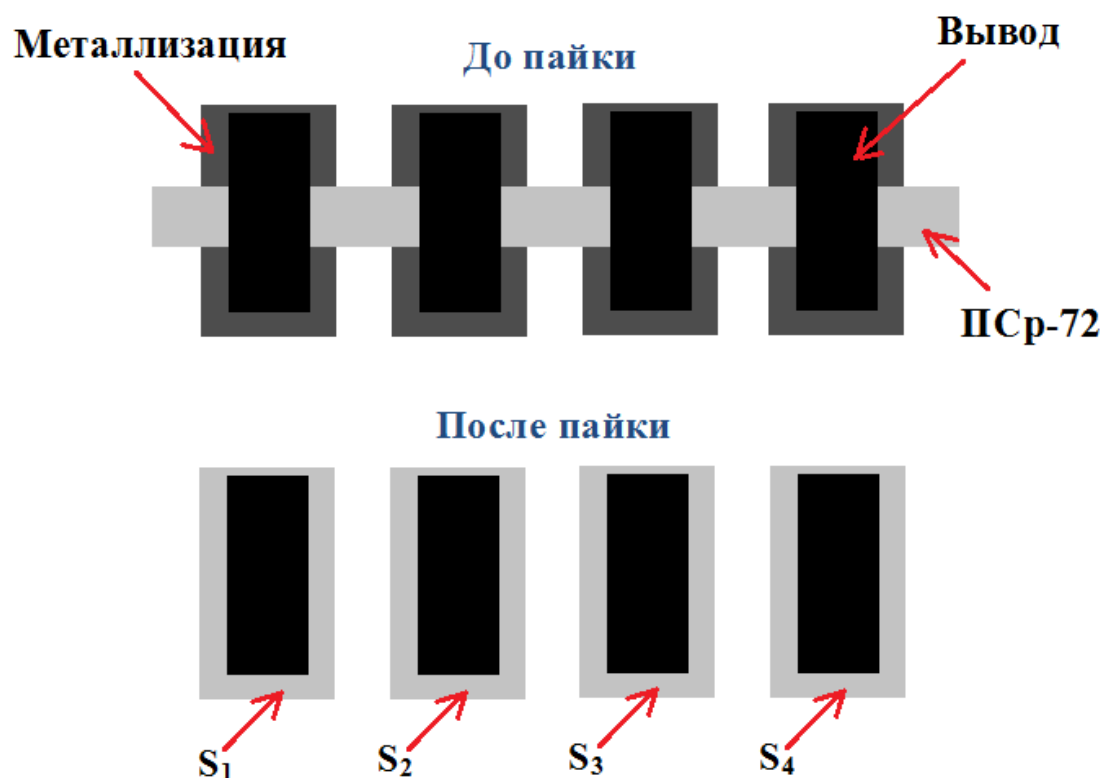 Металлизация
До пайки
Вывод
ПСр-72
После пайки
S1
S2
S3
S4